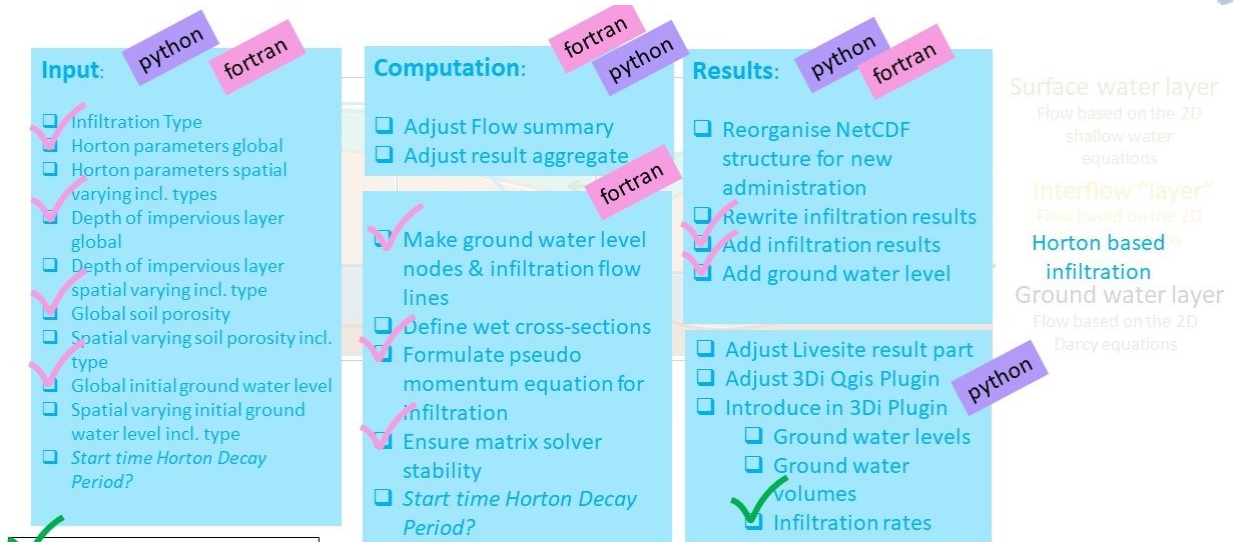 python
fortran
Input:
Infiltration Type
Horton parameters global
Horton parameters spatial
varying incl. types
Depth of impervious layer
global
Depth of impervious layer
spatial varying incl. type
Global soil porosity
Spatial varying soil porosity incl.
type
Global initial ground water level
Spatial varying initial ground
water level incl. type
Start time Horton Decay
Period?
fortran
python
Computation:
Adjust Flow summary
Adjust result aggregate
fortran
Make ground water level
nodes & infiltration flow
lines
Define wet cross-sections
Formulate pseudo
momentum equation for
infiltration
Ensure matrix solver
stability
Start time Horton Decay
Period?
python
fortran
Results:
Reorganise NetCDF
structure for new
administration
Rewrite infiltration results
Add infiltration results
Add ground water level
Adjust Livesite result part
Adjust 3Di Qgis Plugin
Introduce in 3Di Plugin
python
Ground water levels
Ground water
volumes
Infiltration rates
Surface water layer
Flow based on the 2D
shallow water
equations
Interflow "layer"
Flow based on the 2D
Horton based
infiltration
Ground water layer
Flow based on the 2D
Darcy equations